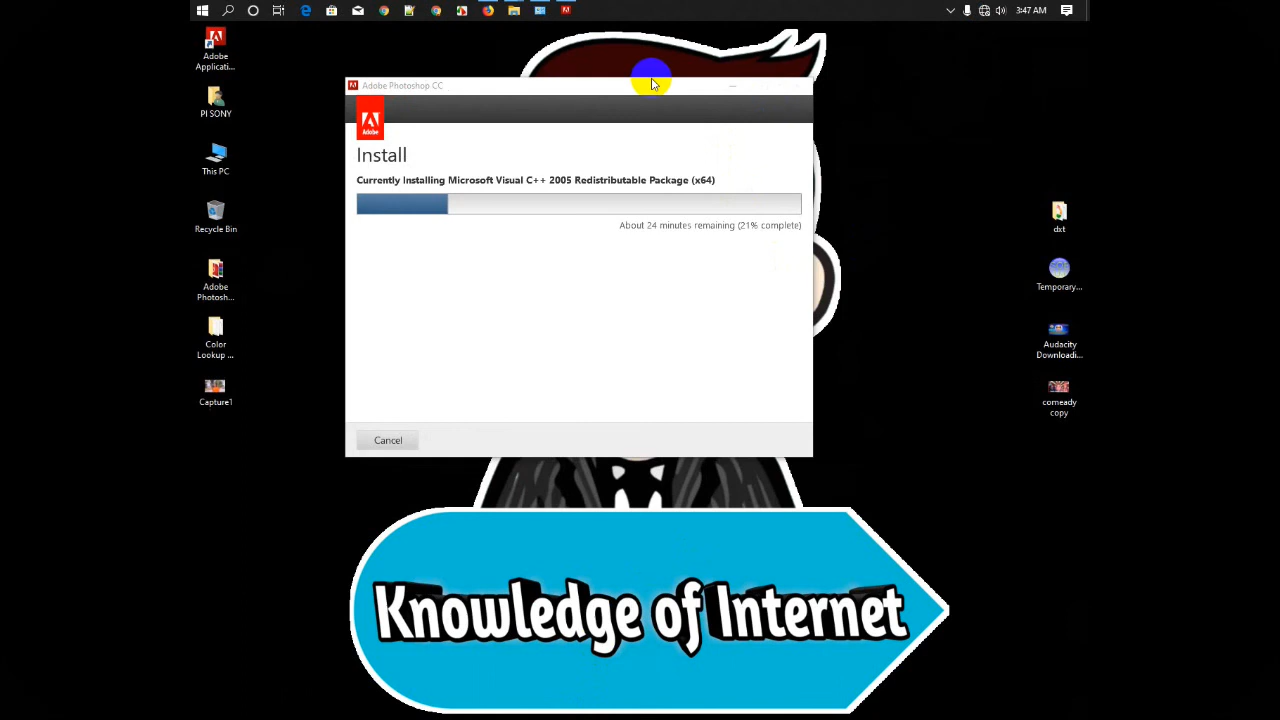 3:47 AM
Adobe
Applicati...
PI SONY
This PC
Recycle Bin
Adobe
Photosh...
Color
Lookup ...
Capture1
Adobe Photoshop CC
Adobe
Install
Currently Installing Microsoft Visual C++ 2005 Redistributable Package (x64)
About 24 minutes remaining (21% complete)
Cancel
dxt
Temporary...
Audacity
Downloadi...
comeady
copy
Knowledge of Internet